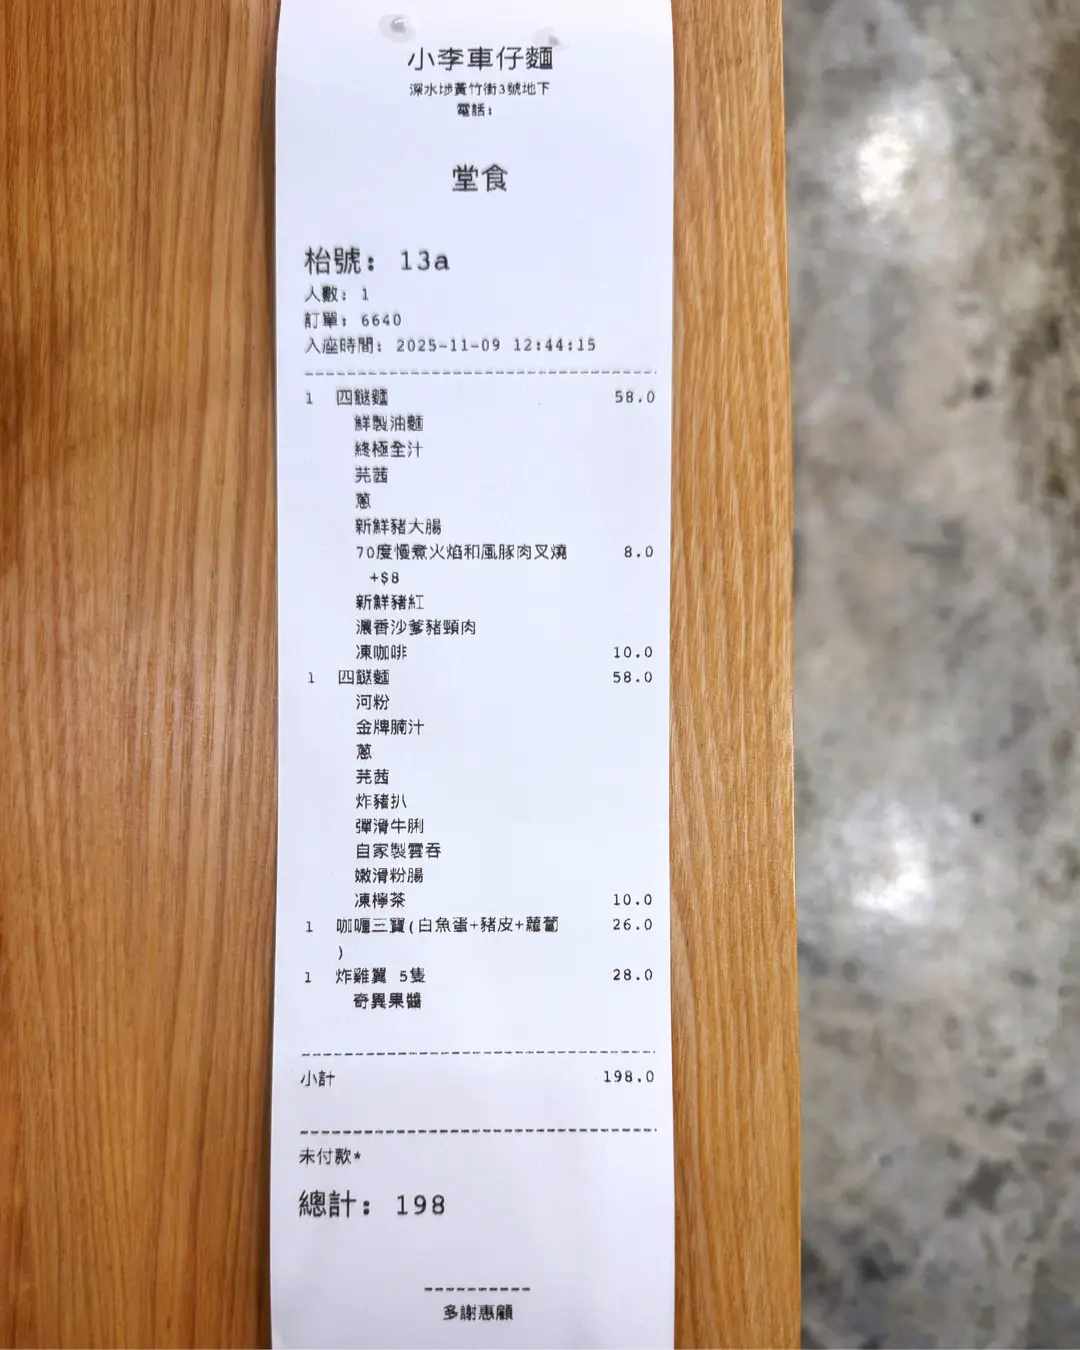 小李車仔麵
深水埗黃竹街3號地下
電話:
堂食
枱號: 13a
人數: 1
訂單: 6640
入座時間: 2025-11-09 12:44:15
1 四餸麵 58.0
鮮製油麵
終極全汁
芫茜
蔥
新鮮豬大腸
70度慢煮火焰和風豚肉叉燒 8.0
+$8
新鮮豬紅
濃香沙爹豬頸肉
凍咖啡 10.0
1 四餸麵 58.0
河粉
金牌腩汁
蔥
芫茜
炸豬扒
彈滑牛脷
自家製雲吞
嫩滑粉腸
凍檸茶 10.0
1 咖喱三寶(白魚蛋+豬皮+蘿蔔 26.0
)
1 炸雞翼 5隻 28.0
奇異果醬
小計 198.0
未付款*
總計: 198
多謝惠顧